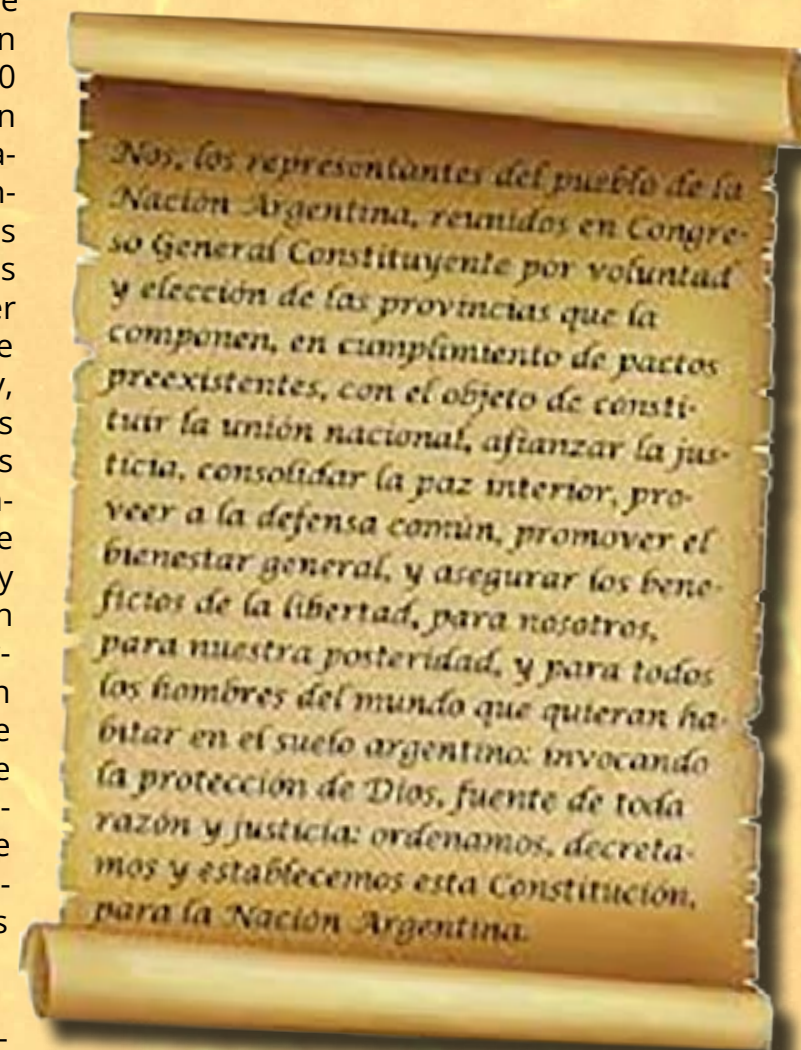 e
n
0
n
a-
n-
s
s
er
e
y,
s
s
n-
e
y
n
-
n
e
e
-
e
-
s
-
Nos, los representantes del pueblo de la
Nación Argentina, reunidos en Congre-
so General Constituyente por voluntad
y elección de las provincias que la
componen, en cumplimiento de pactos
preexistentes, con el objeto de consti-
tuir la unión nacional, afianzar la jus-
ticia, consolidar la paz interior, pro-
veer a la defensa común, promover el
bienestar general, y asegurar los bene-
ficios de la libertad, para nosotros,
para nuestra posteridad, y para todos
los hombres del mundo que quieran ha-
bitar en el suelo argentino: invocando
la protección de Dios, fuente de toda
razón y justicia: ordenamos, decreta-
mos y establecemos esta Constitución,
para la Nación Argentina.